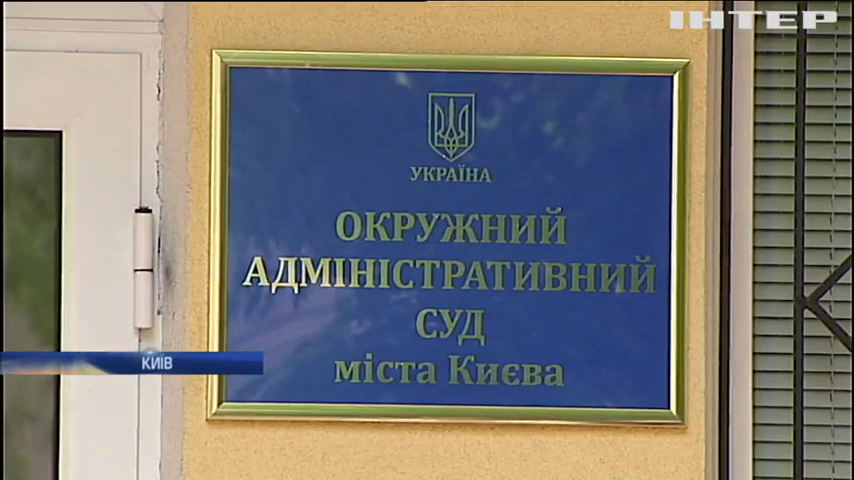 ІНТЕР
УКРАЇНА
ОКРУЖНИЙ
АДМІНІСТРАТИВНИЙ
СУД
міста Києва
КИЇВ